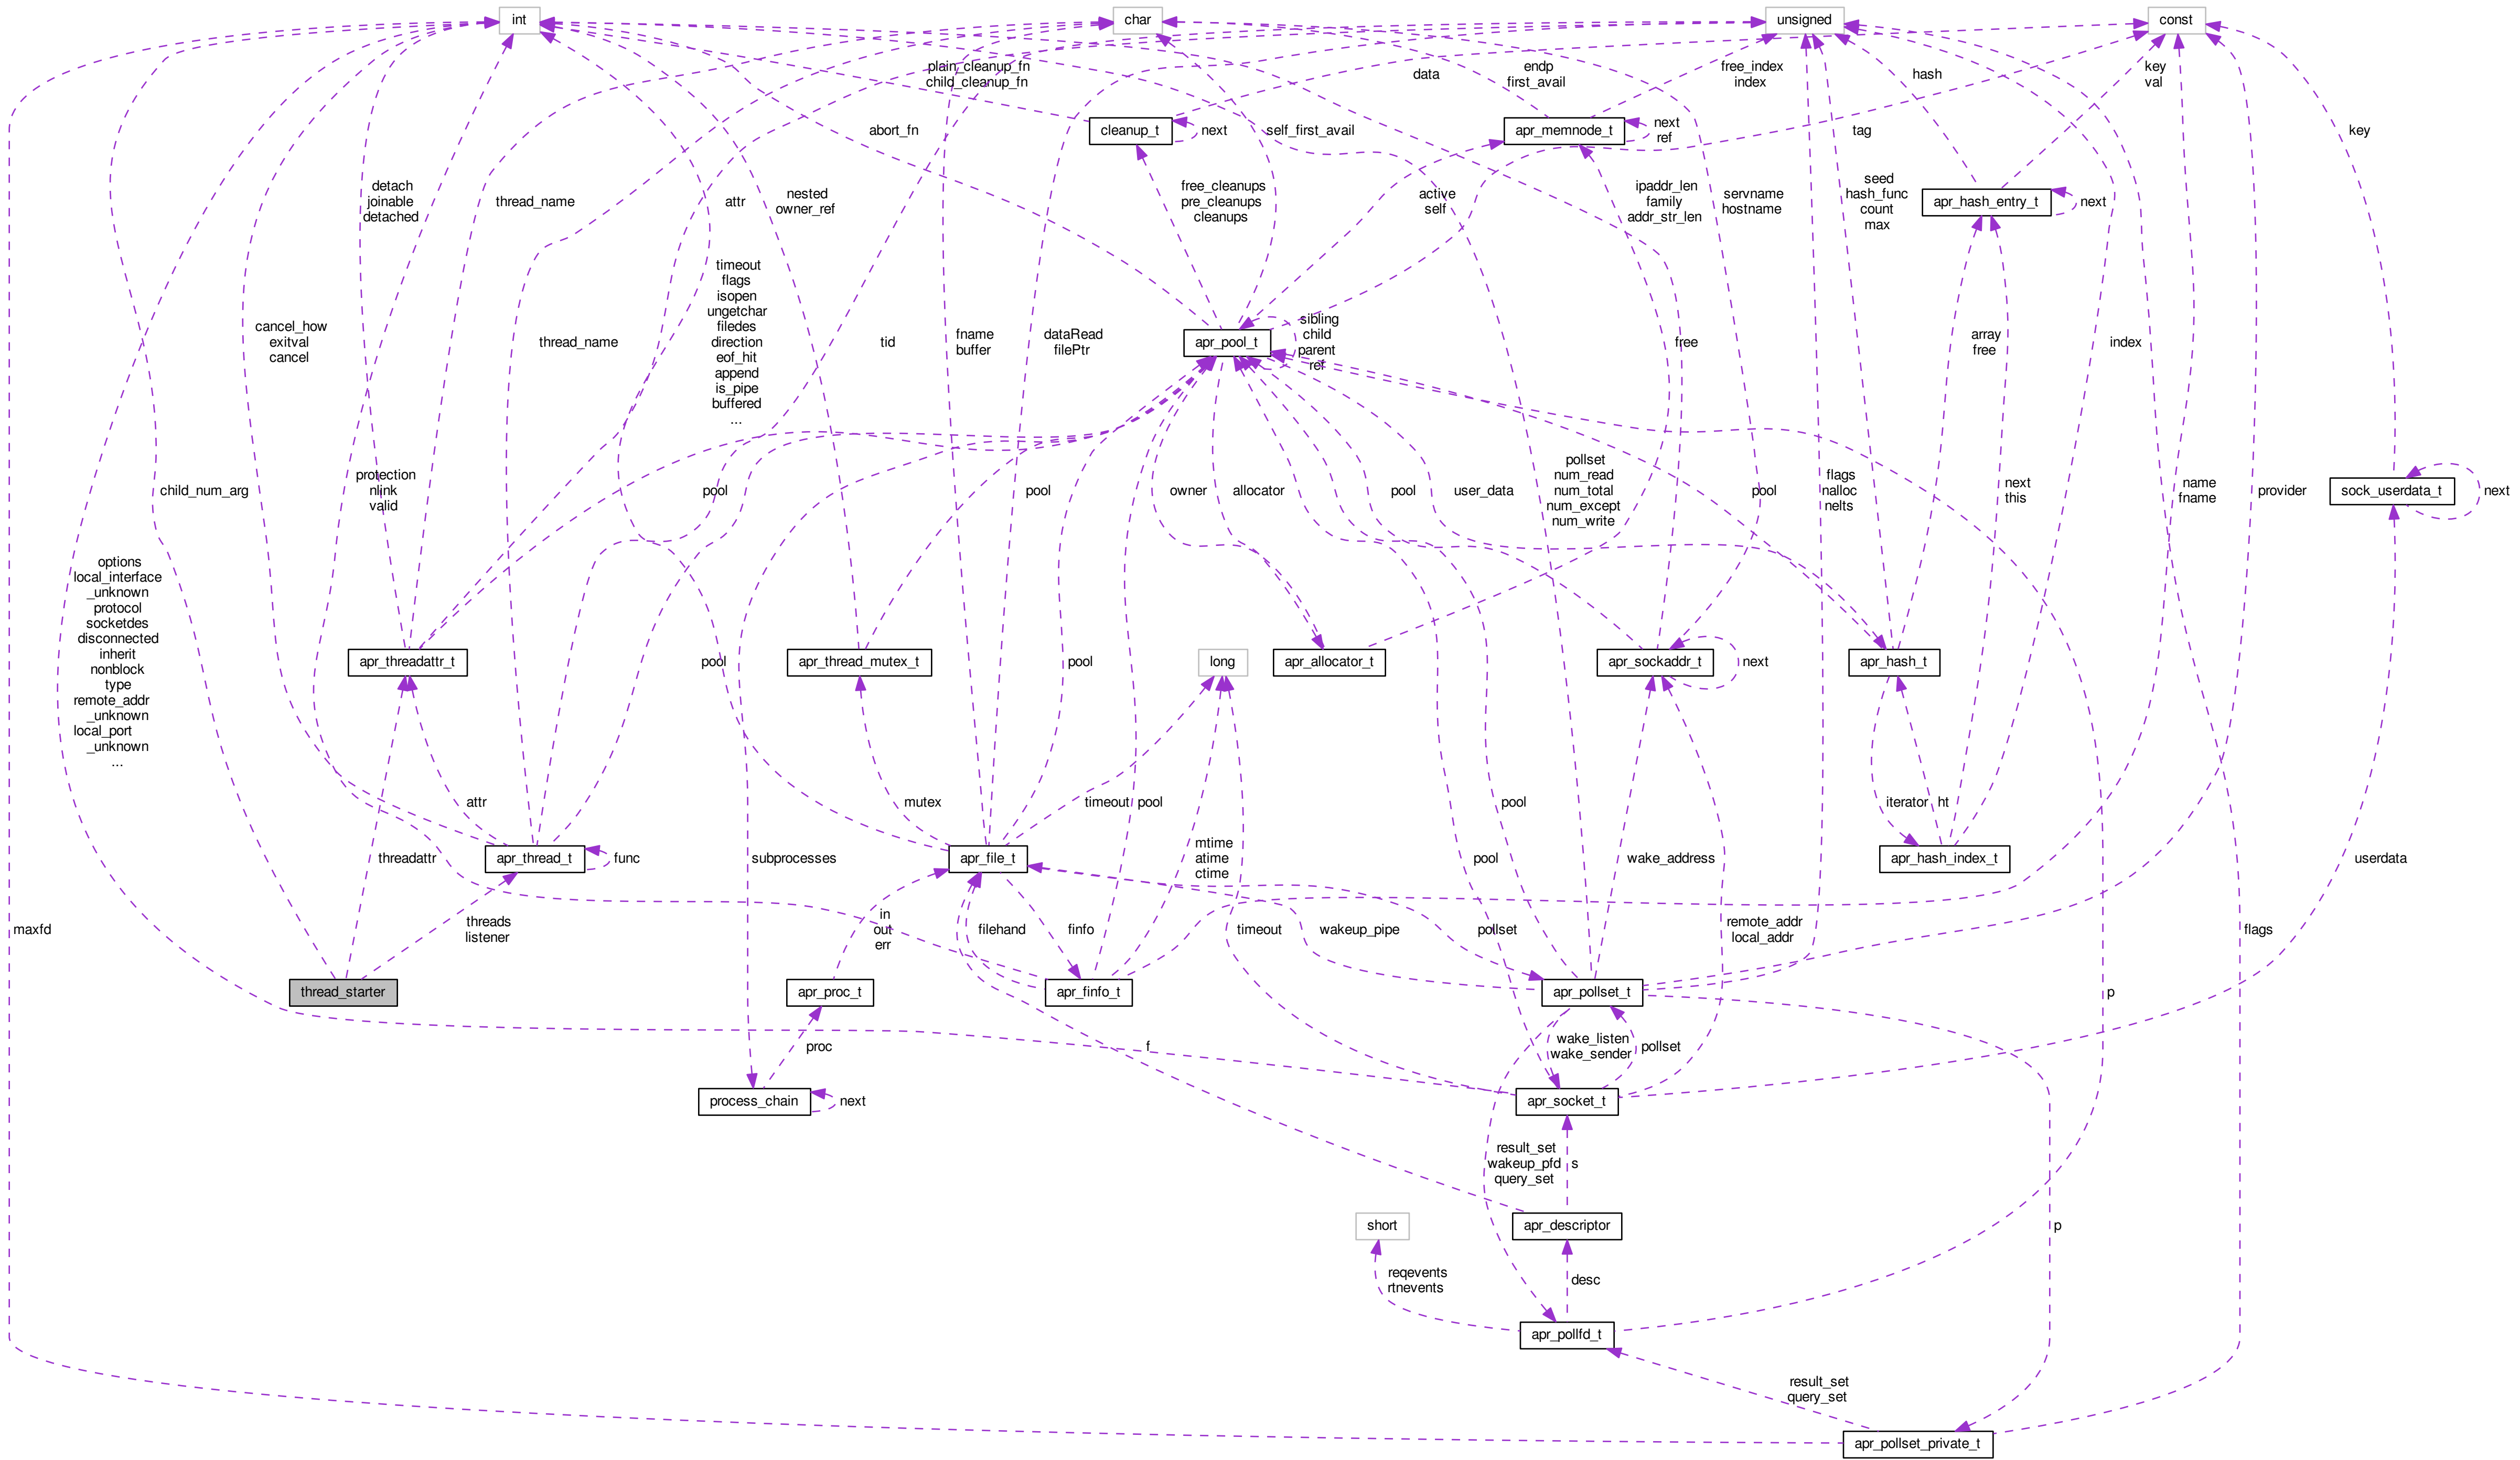 int
char
unsigned
const
plain_cleanup_fn
child_cleanup_fn
data
endp
first_avail
free_index
index
hash
key
val
abort_fn
cleanup_t
next
self_first_avail
apr_memnode_t
next
ref
tag
key
detach
joinable
detached
thread_name
attr
nested
owner_ref
free_cleanups
pre_cleanups
cleanups
active
self
ipaddr_len
family
addr_str_len
servname
hostname
seed
hash_func
count
max
apr_hash_entry_t
next
cancel_how
exitval
cancel
thread_name
timeout
flags
isopen
ungetchar
filedes
direction
eof_hit
append
is_pipe
buffered
...
tid
fname
buffer
dataRead
filePtr
apr_pool_t
sibling
child
parent
ref
free
array
free
index
child_num_arg
protection
nlink
valid
pool
pool
owner
allocator
pool
user_data
pollset
num_read
num_total
num_except
num_write
pool
flags
nalloc
nelts
next
this
name
fname
provider
sock_userdata_t
next
options
local_interface
_unknown
protocol
socketdes
disconnected
inherit
nonblock
type
remote_addr
_unknown
local_port
_unknown
...
apr_threadattr_t
pool
apr_thread_mutex_t
pool
long
apr_allocator_t
apr_sockaddr_t
next
apr_hash_t
attr
mutex
timeout
pool
pool
iterator
ht
threadattr
apr_thread_t
func
subprocesses
apr_file_t
mtime
atime
ctime
pool
wake_address
apr_hash_index_t
userdata
maxfd
threads
listener
in
out
err
filehand
finfo
timeout
wakeup_pipe
pollset
remote_addr
local_addr
flags
thread_starter
apr_proc_t
apr_finfo_t
apr_pollset_t
p
proc
f
wake_listen
wake_sender
pollset
process_chain
next
apr_socket_t
result_set
wakeup_pfd
query_set
s
short
apr_descriptor
p
reqevents
rtnevents
desc
apr_pollfd_t
result_set
query_set
apr_pollset_private_t